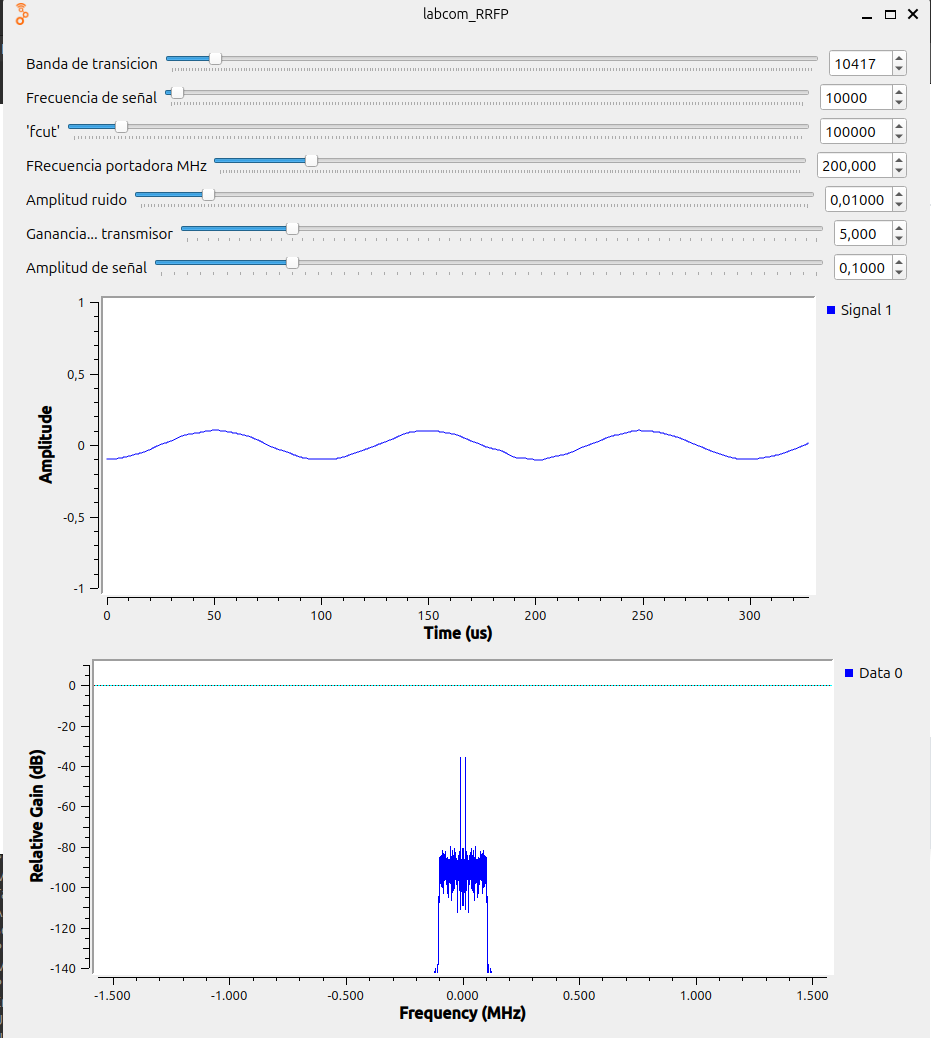 labcom_RRFP
Banda de transicion 10417
Frecuencia de señal 10000
'fcut' 100000
FRecuencia portadora MHz 200,000
Amplitud ruido 0,01000
Ganancia... transmisor 5,000
Amplitud de señal 0,1000
Signal 1
1
0,5
0
-0,5
-1
Amplitude
0 50 100 150 200 250 300
Time (us)
Data 0
0
-20
-40
-60
-80
-100
-120
-140
Relative Gain (dB)
-1.500 -1.000 -0.500 0.000 0.500 1.000 1.500
Frequency (MHz)